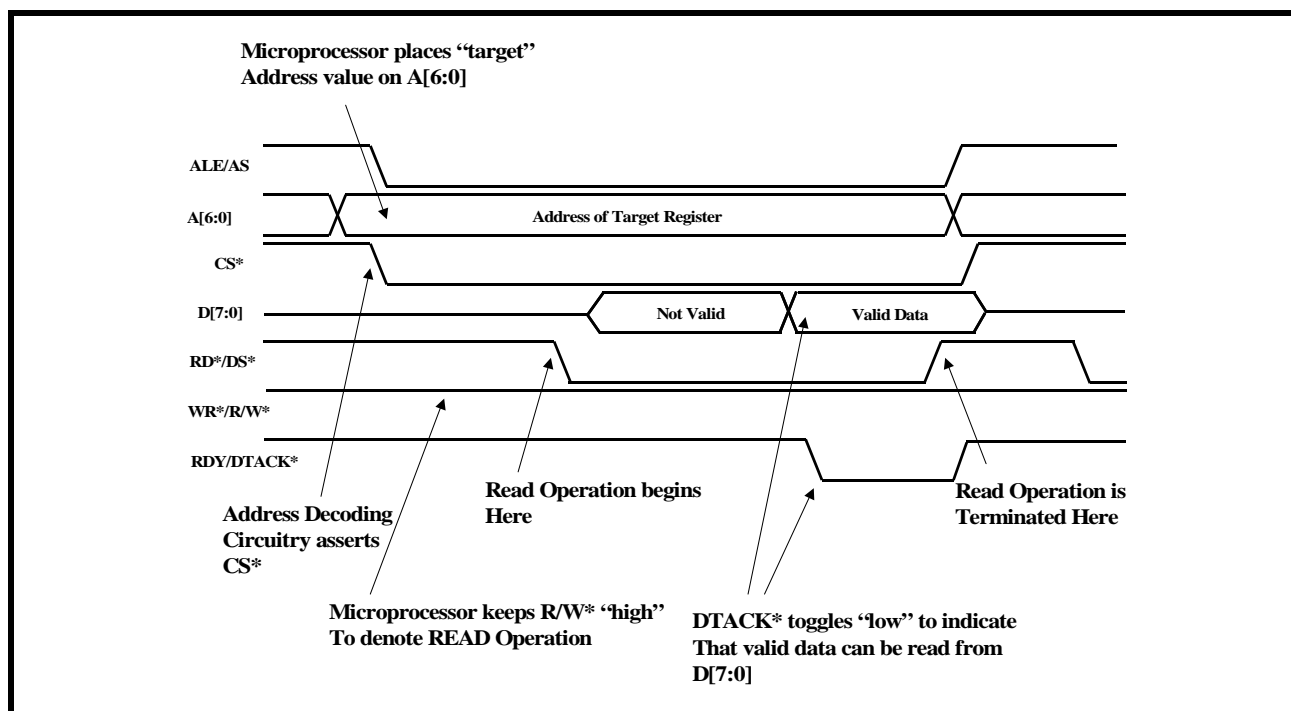 Microprocessor places “target”
Address value on A[6:0]
ALE/AS
A[6:0]
Address of Target Register
CS*
D[7:0]
Not Valid
Valid Data
RD*/DS*
WR*/R/W*
RDY/DTACK*
Read Operation begins
Here
Read Operation is
Terminated Here
Address Decoding
Circuitry asserts
CS*
Microprocessor keeps R/W* “high”
To denote READ Operation
DTACK* toggles “low” to indicate
That valid data can be read from
D[7:0]